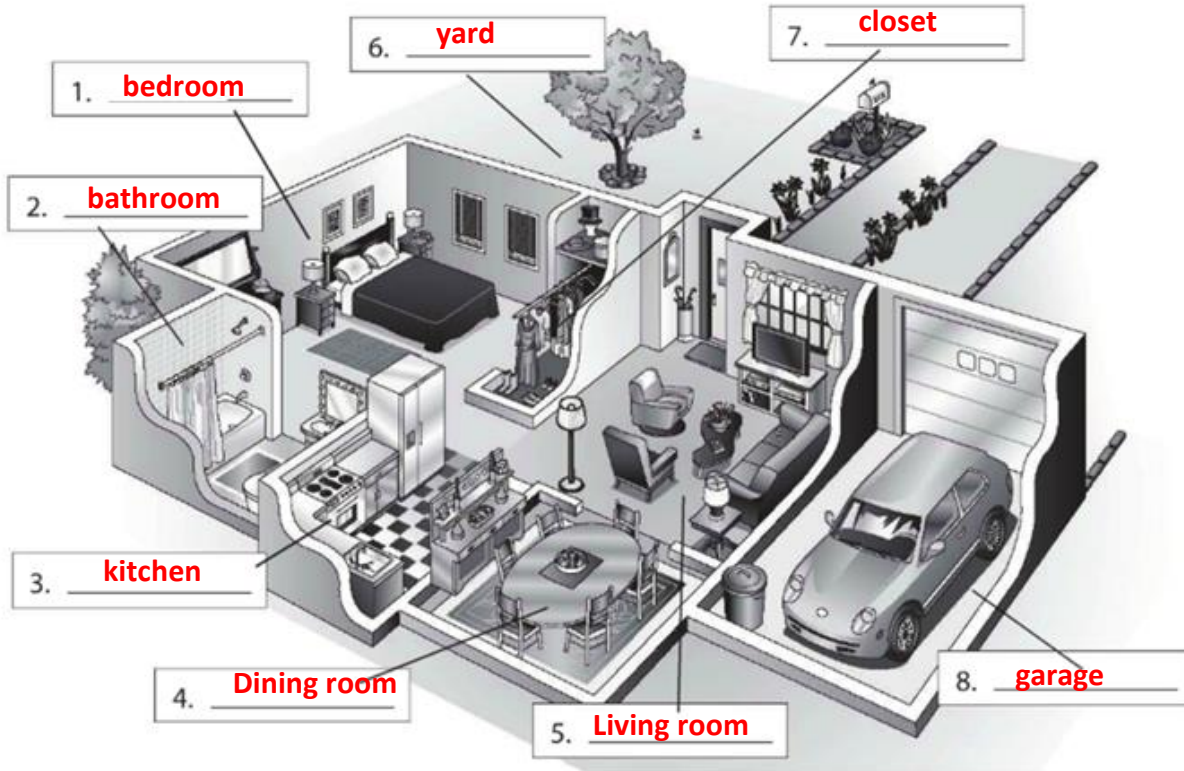 1. bedroom
2. bathroom
3. kitchen
4. Dining room
5. Living room
6. yard
7. closet
8. garage